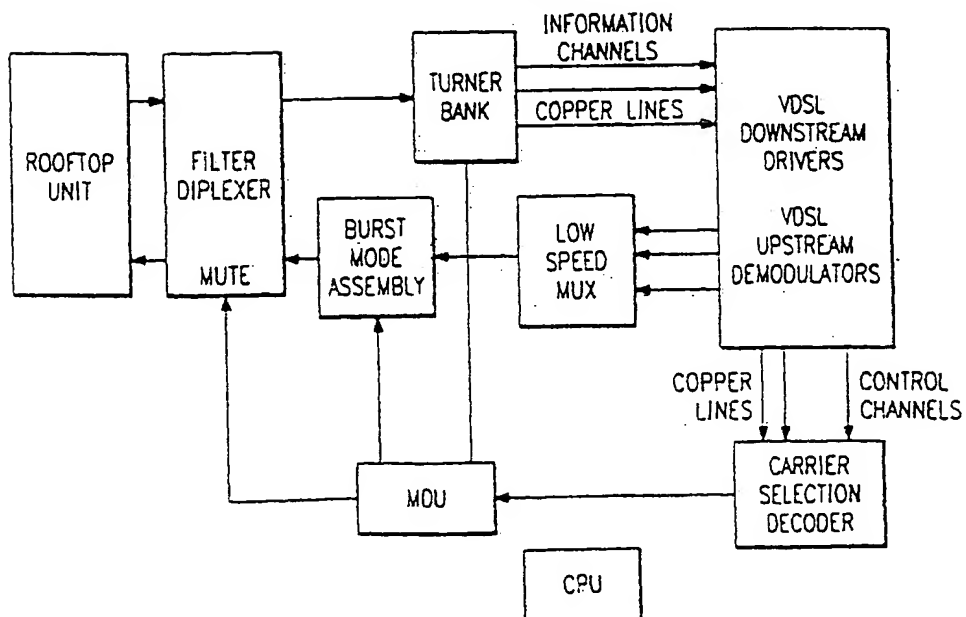 INFORMATION
CHANNELS
ROOFTOP
UNIT
FILTER
DIPLEXER
MUTE
TURNER
BANK
COPPER LINES
VDSL
DOWNSTREAM
DRIVERS
VDSL
UPSTREAM
DEMODULATORS
BURST
MODE
ASSEMBLY
LOW
SPEED
MUX
COPPER
LINES
CONTROL
CHANNELS
CARRIER
SELECTION
DECODER
MDU
CPU